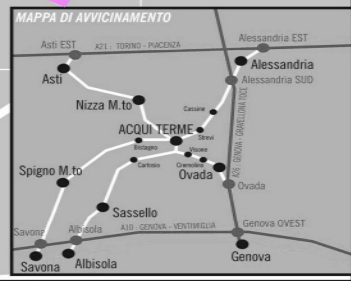 MAPPA DI AVVICINAMENTO
Alessandria EST
Asti EST
A21 - TORINO - PIACENZA
Asti
Alessandria
Alessandria SUD
Nizza M.to
Cassine
A26 - GENOVA - GRAVELLONA TOCE
ACQUI TERME
Strevi
Bistagno
Visone
Cartosio
Cremolino
Spigno M.to
Ovada
Ovada
Sassello
Savona
Albisola
A10 - GENOVA - VENTIMIGLIA
Genova OVEST
Savona
Albisola
Genova